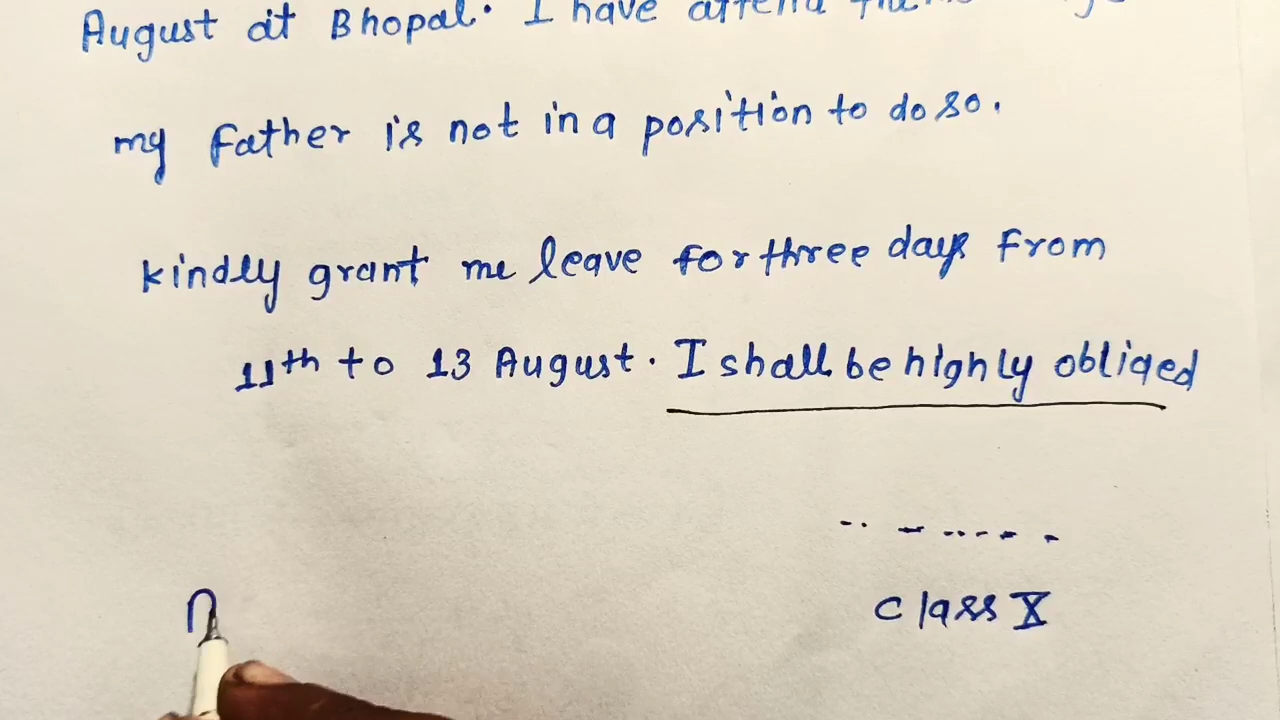 August at Bhopal. I have attend
my Father is not in a position to do so.
kindly grant me leave for three days From
11th to 13 August. I shall be highly obliged
class X